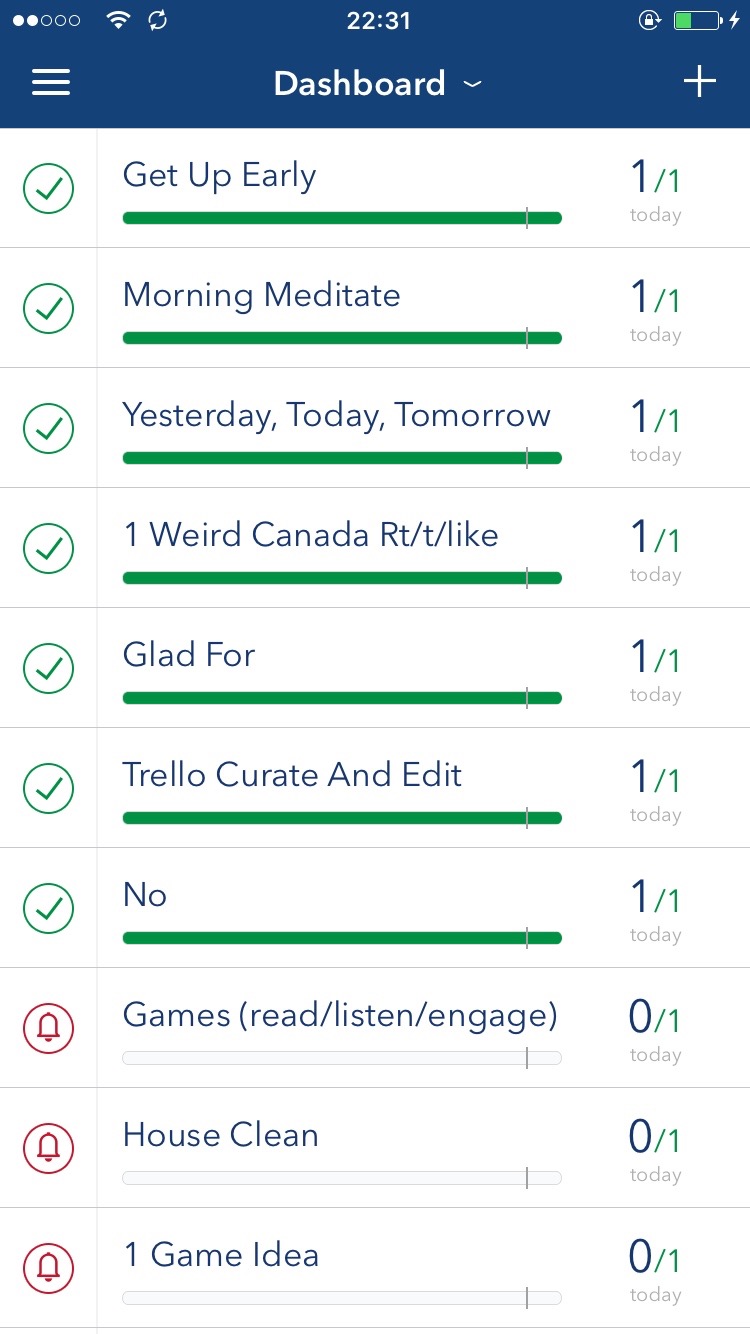 22:31
Dashboard
Get Up Early
1/1
today
Morning Meditate
1/1
today
Yesterday, Today, Tomorrow
1/1
today
1 Weird Canada Rt/t/like
1/1
today
Glad For
1/1
today
Trello Curate And Edit
1/1
today
No
1/1
today
Games (read/listen/engage)
0/1
today
House Clean
0/1
today
1 Game Idea
0/1
today